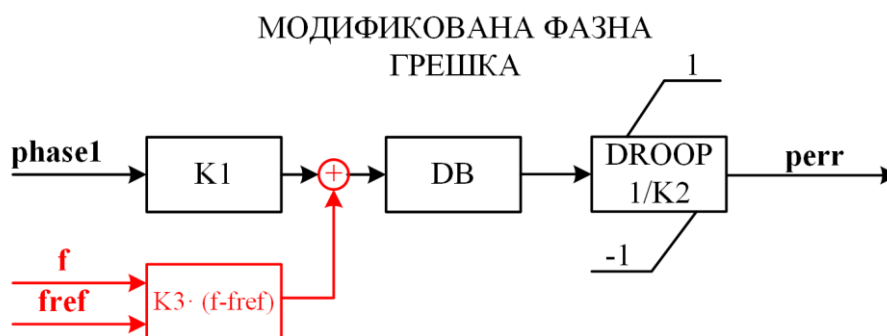 МОДИФИКОВАНА ФАЗНА
ГРЕШКА
1
phase1
K1
+
DB
DROOP
1/K2
perr
-1
f
fref
K3· (f-fref)